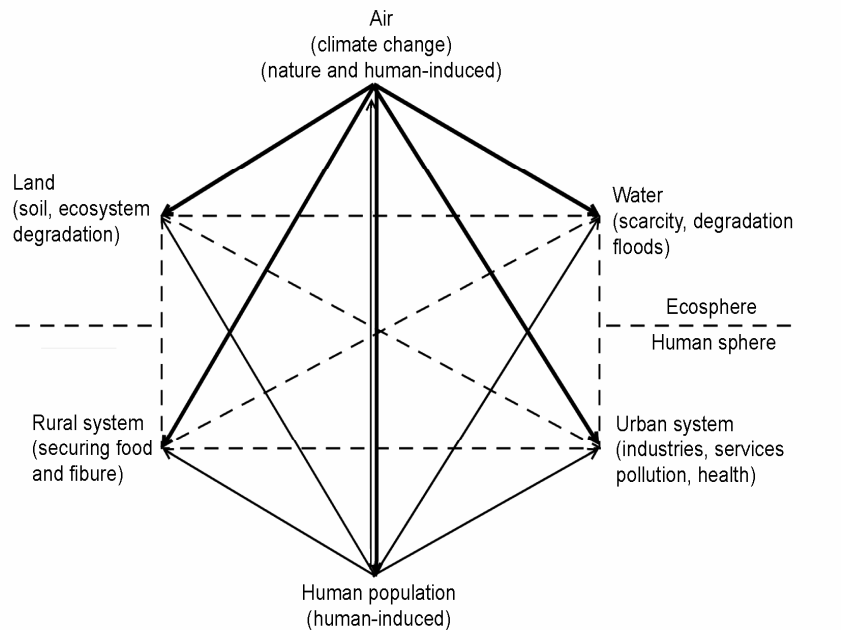 Air
(climate change)
(nature and human-induced)
Land
(soil, ecosystem
degradation)
Water
(scarcity, degradation
floods)
Ecosphere
Human sphere
Rural system
(securing food
and fibure)
Urban system
(industries, services
pollution, health)
Human population
(human-induced)